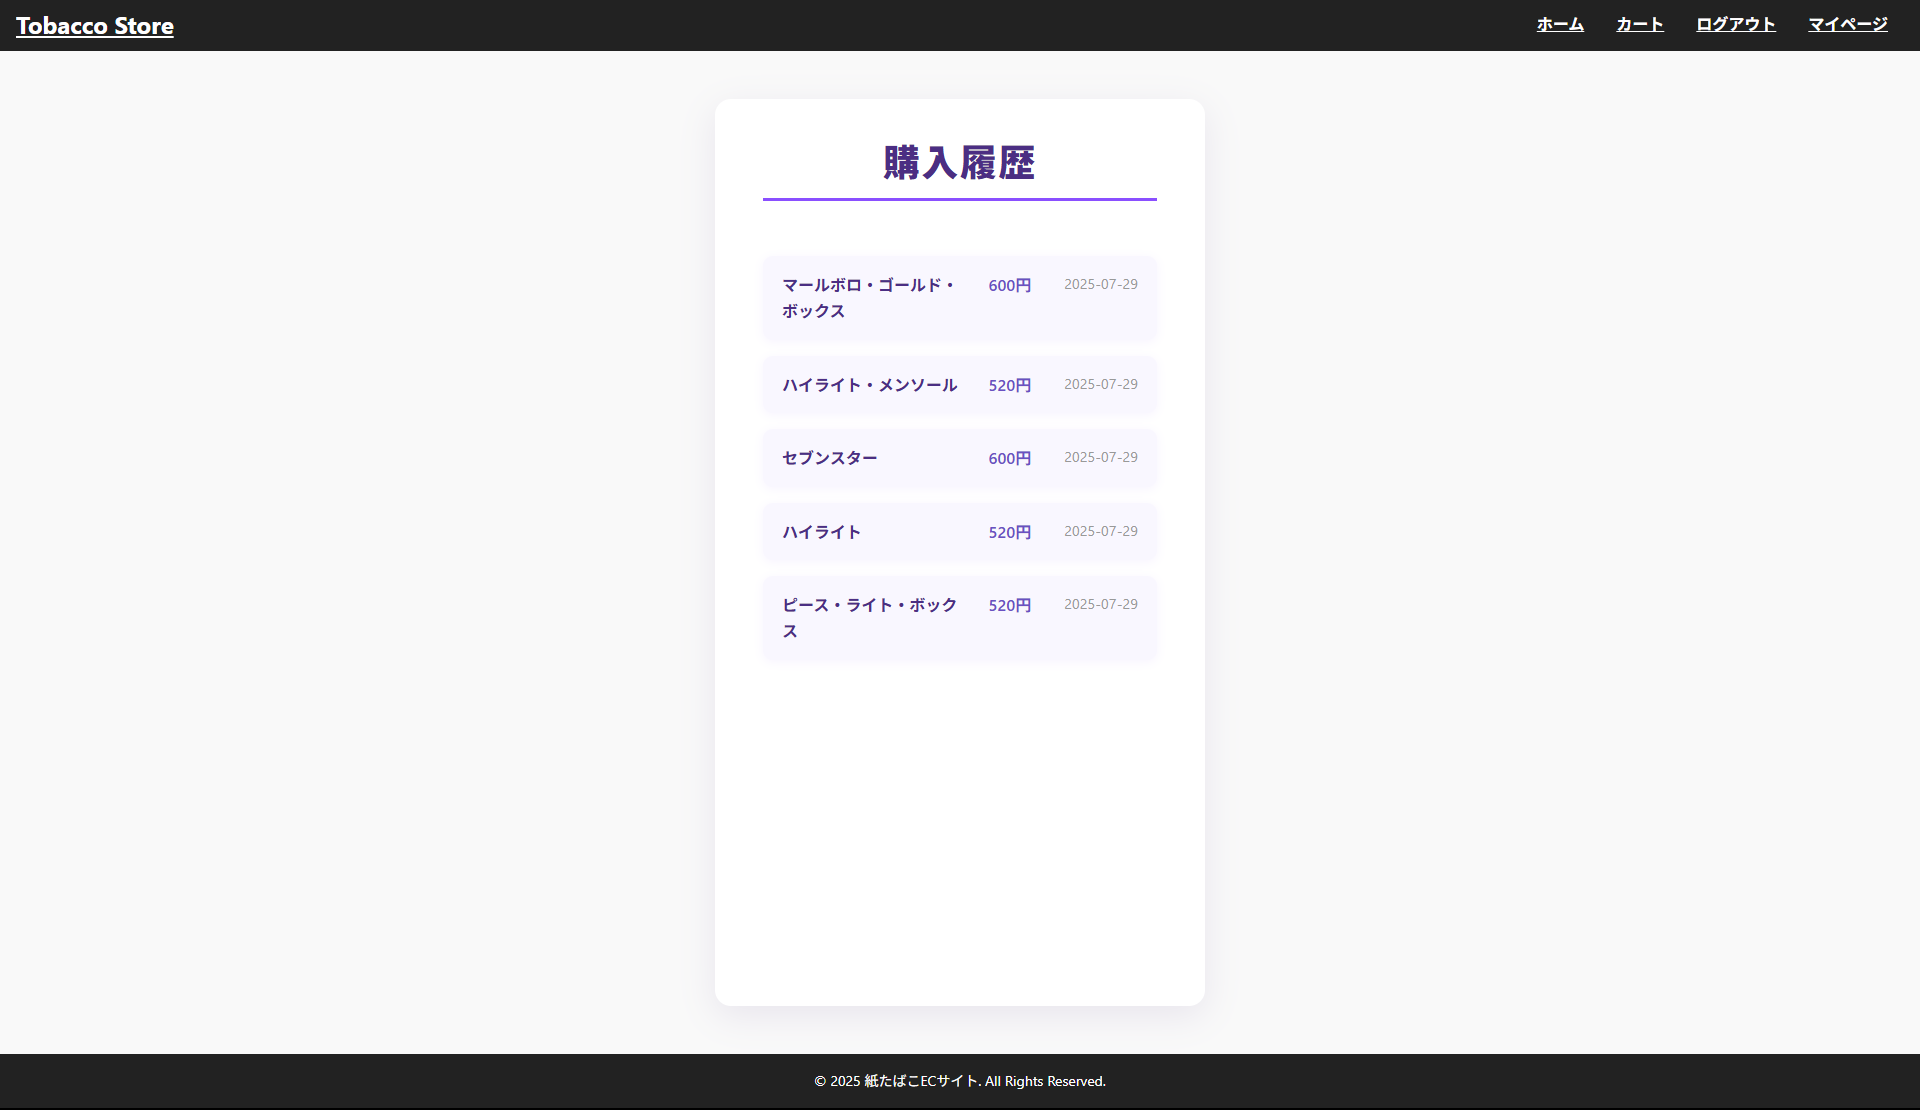 Tobacco Store
ホーム カート ログアウト マイページ
購入履歴
マールボロ・ゴールド・ 600円 2025-07-29
ボックス
ハイライト・メンソール 520円 2025-07-29
セブンスター 600円 2025-07-29
ハイライト 520円 2025-07-29
ピース・ライト・ボック 520円 2025-07-29
ス
© 2025 紙たばこECサイト. All Rights Reserved.